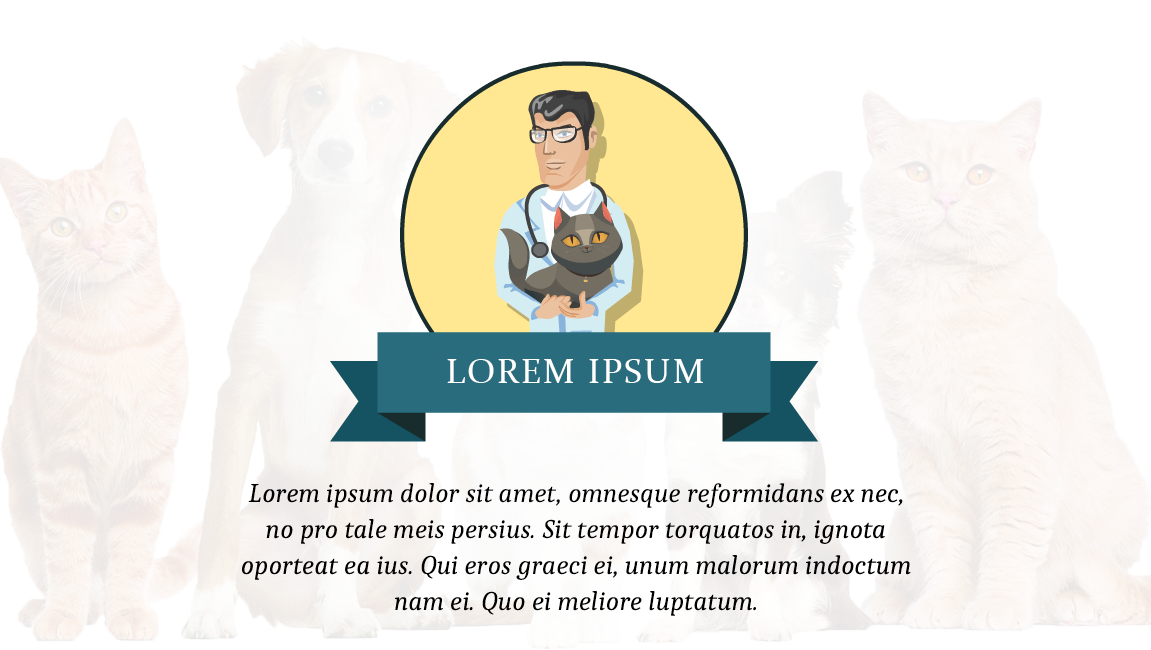 LOREM IPSUM
Lorem ipsum dolor sit amet, omnesque reformidans ex nec,
no pro tale meis persius. Sit tempor torquatos in, ignota
oporteat ea ius. Qui eros graeci ei, unum malorum indoctum
nam ei. Quo ei meliore luptatum.